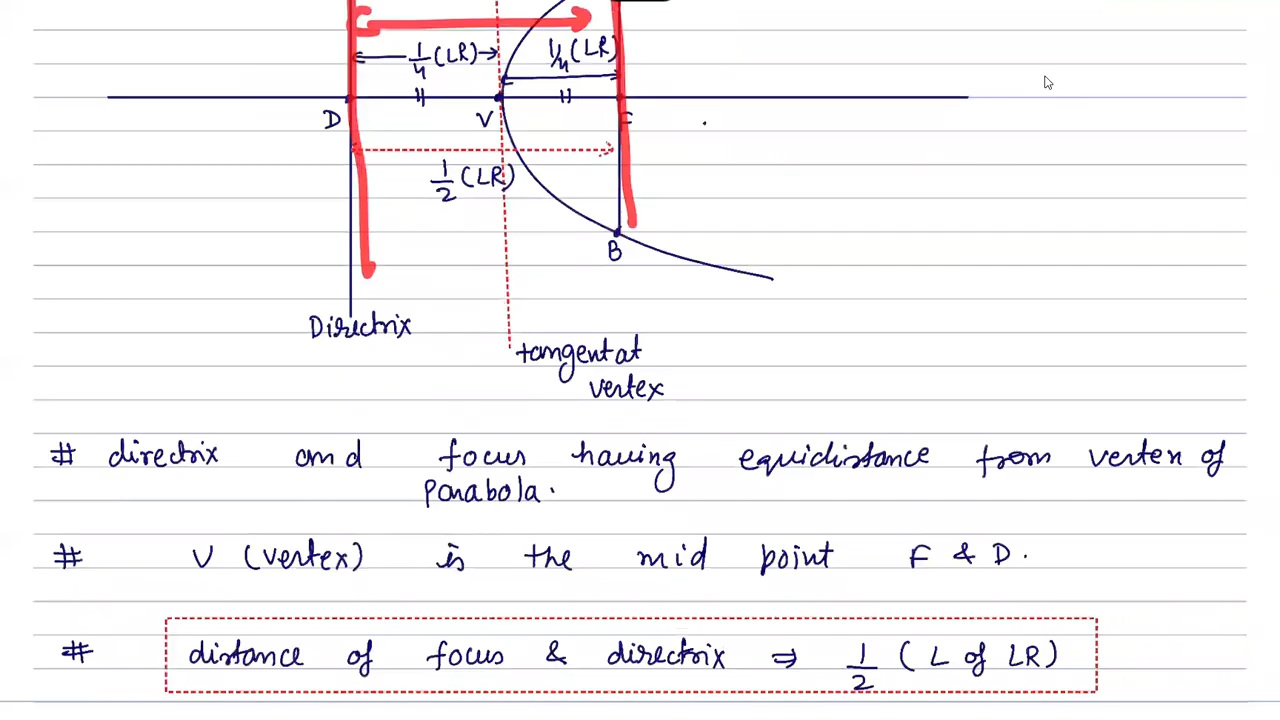 1/4 (LR) 1/4 (LR)
D V F
1/2 (LR)
B
Directrix
tangent at
vertex
# directrix and focus having equidistance from vertex of
parabola.
# V (vertex) is the mid point F & D.
# distance of focus & directrix ⇒ 1/2 ( L of LR)